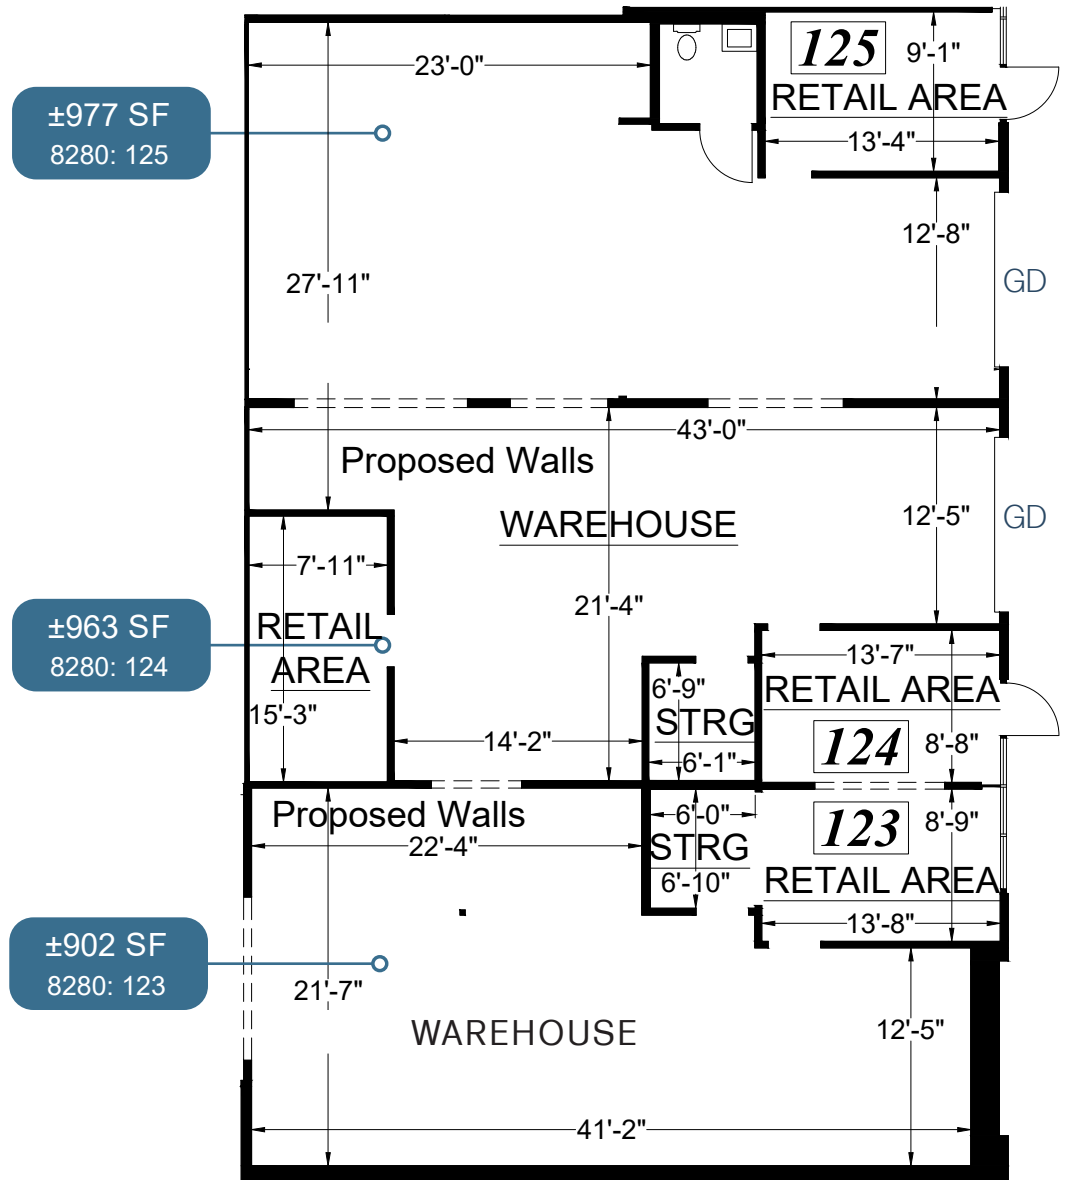 125
9'-1"
23'-0"
RETAIL AREA
±977 SF
8280: 125
13'-4"
12'-8"
27'-11"
GD
43'-0"
Proposed Walls
WAREHOUSE
12'-5"
GD
7'-11"
21'-4"
±963 SF
8280: 124
RETAIL
AREA
13'-7"
6'-9"
RETAIL AREA
15'-3"
STRG
14'-2"
124
8'-8"
6'-1"
Proposed Walls
6'-0"
123
8'-9"
22'-4"
STRG
6'-10"
RETAIL AREA
13'-8"
±902 SF
8280: 123
21'-7"
WAREHOUSE
12'-5"
41'-2"